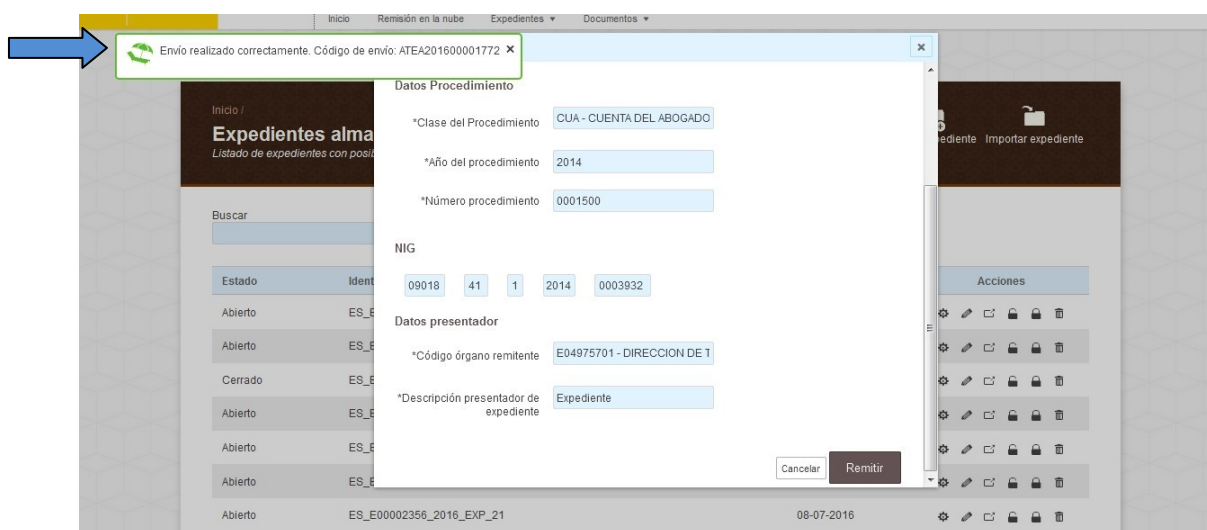 Inicio Remisión en la nube Expedientes ▾ Documentos ▾
Envío realizado correctamente. Código de envío: ATEA201600001772 ×
×
Datos Procedimiento
*Clase del Procedimiento CUA - CUENTA DEL ABOGADO
*Año del procedimiento 2014
*Número procedimiento 0001500
NIG
09018 41 1 2014 0003932
Datos presentador
*Código órgano remitente E04975701 - DIRECCION DE T
*Descripción presentador de
expediente
Expediente
Cancelar Remitir
Inicio /
Expedientes alma
Listado de expedientes con posib
ediente Importar expediente
Buscar
Estado Ident Acciones
Abierto ES_E
Abierto ES_E
Cerrado ES_E
Abierto ES_E
Abierto ES_E
Abierto ES_E
Abierto ES_E00002356_2016_EXP_21 08-07-2016